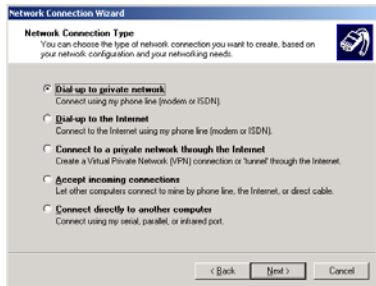 Network Connection Wizard
Network Connection Type
You can choose the type of network connection you want to create, based on
your network configuration and your networking needs.
Dial-up to private network
Connect using my phone line (modem or ISDN).
Dial-up to the Internet
Connect to the Internet using my phone line (modem or ISDN).
Connect to a private network through the Internet
Create a Virtual Private Network (VPN) connection or 'tunnel' through the Internet.
Accept incoming connections
Let other computers connect to mine by phone line, the Internet, or direct cable.
Connect directly to another computer
Connect using my serial, parallel, or infrared port.
< Back Next > Cancel